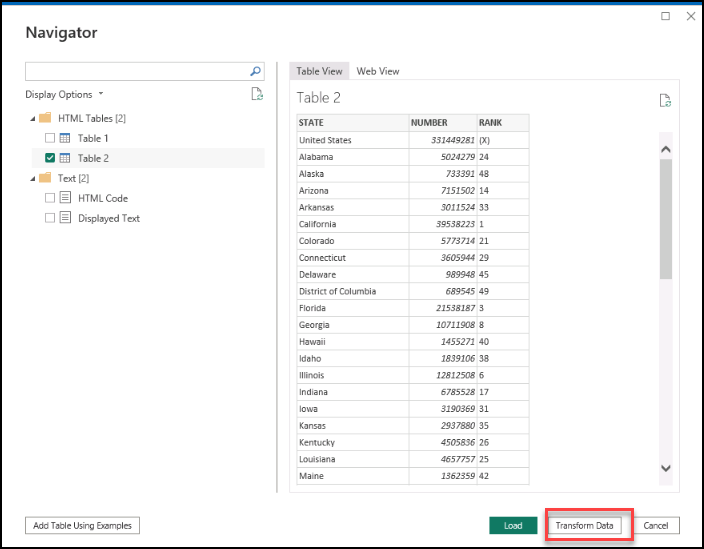 Navigator
Display Options
HTML Tables [2]
Table 1
Table 2
Text [2]
HTML Code
Displayed Text
Table View Web View
Table 2
STATE NUMBER RANK
United States 331449281 (X)
Alabama 5024279 24
Alaska 733391 48
Arizona 7151502 14
Arkansas 3011524 33
California 39538223 1
Colorado 5773714 21
Connecticut 3605944 29
Delaware 989948 45
District of Columbia 689545 49
Florida 21538187 3
Georgia 10711908 8
Hawaii 1455271 40
Idaho 1839106 38
Illinois 12812508 6
Indiana 6785528 17
Iowa 3190369 31
Kansas 2937880 35
Kentucky 4505836 26
Louisiana 4657757 25
Maine 1362359 42
Add Table Using Examples Load Transform Data Cancel